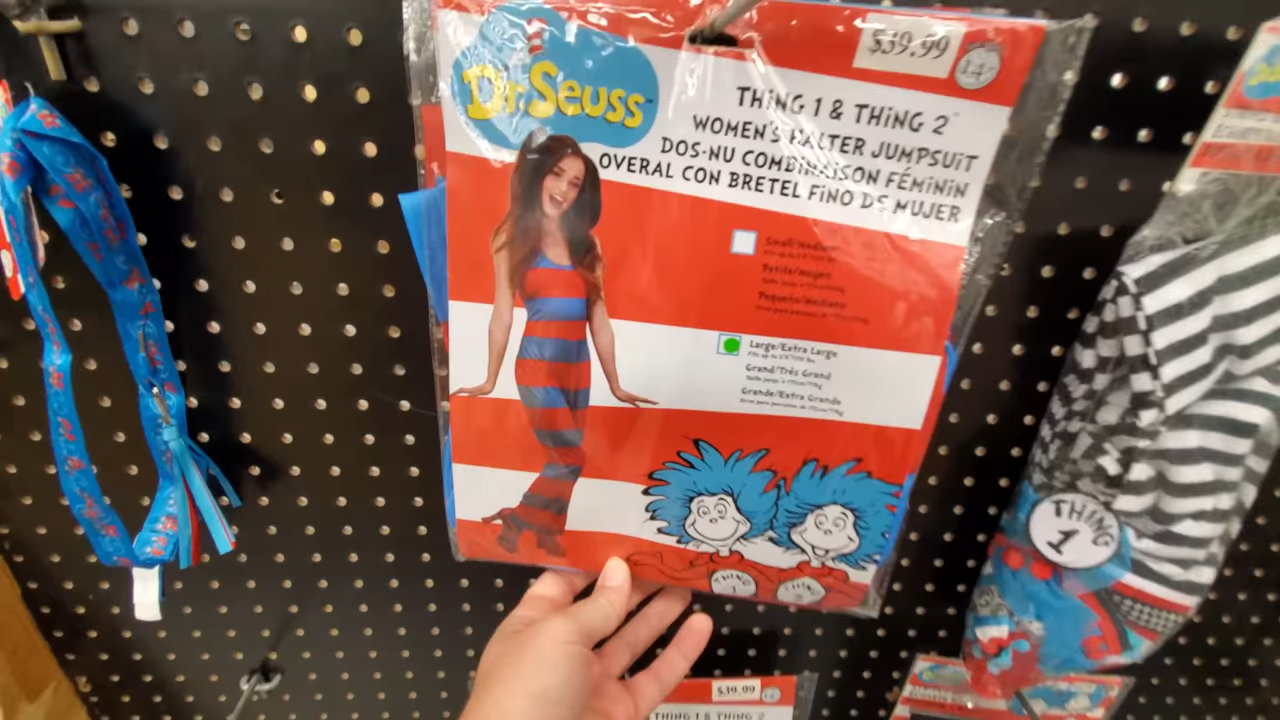 $39.99
14
Dr. Seuss
THiNG 1 & THiNG 2™
WOMEN'S HALTER JUMPSUiT
DOS-NU COMBiNAiSON FÉMiNiN
OVERAL CON BRETEL FiNO DE MUJER
Small/Medium
Petite/Moyen
Pequeño/Mediano
Large/Extra Large
Grand/Très Grand
Grande/Extra Grande
THING
1
THING
THING
1
$39.99
THiNG 1 & THiNG 2